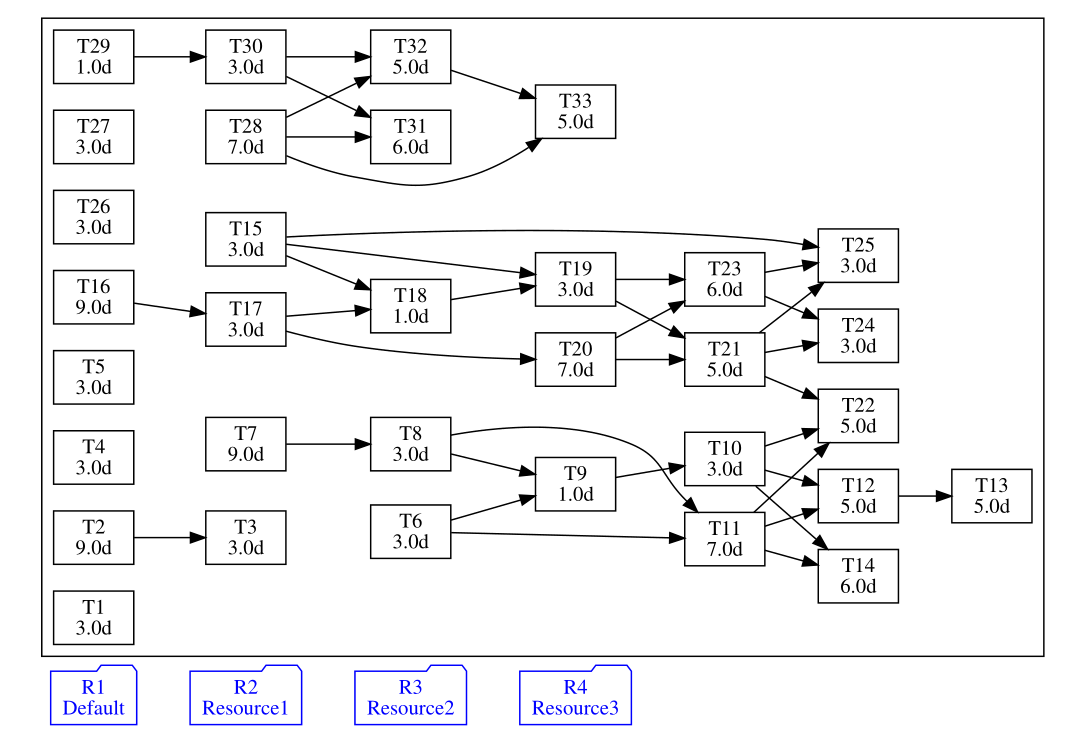 T29
1.0d
T30
3.0d
T32
5.0d
T33
5.0d
T27
3.0d
T28
7.0d
T31
6.0d
T26
3.0d
T15
3.0d
T25
3.0d
T16
9.0d
T17
3.0d
T18
1.0d
T19
3.0d
T23
6.0d
T24
3.0d
T5
3.0d
T20
7.0d
T21
5.0d
T22
5.0d
T4
3.0d
T7
9.0d
T8
3.0d
T9
1.0d
T10
3.0d
T12
5.0d
T13
5.0d
T2
9.0d
T3
3.0d
T6
3.0d
T11
7.0d
T14
6.0d
T1
3.0d
R1
Default
R2
Resource1
R3
Resource2
R4
Resource3